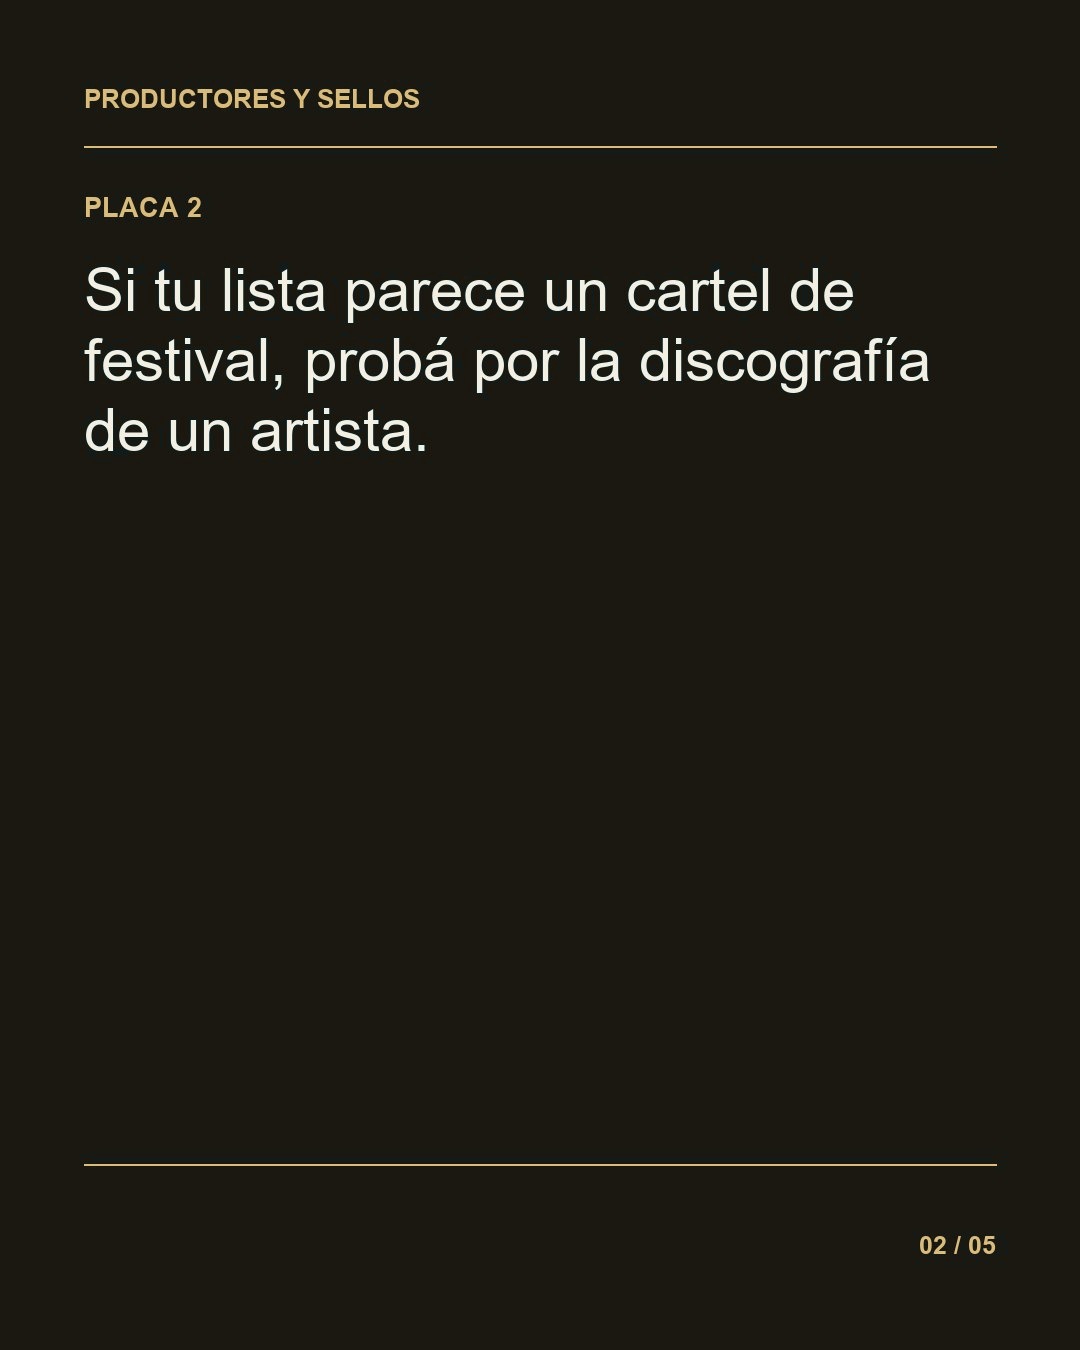 PRODUCTORES Y SELLOS
PLACA 2
Si tu lista parece un cartel de
festival, probá por la discografía
de un artista.
02 / 05